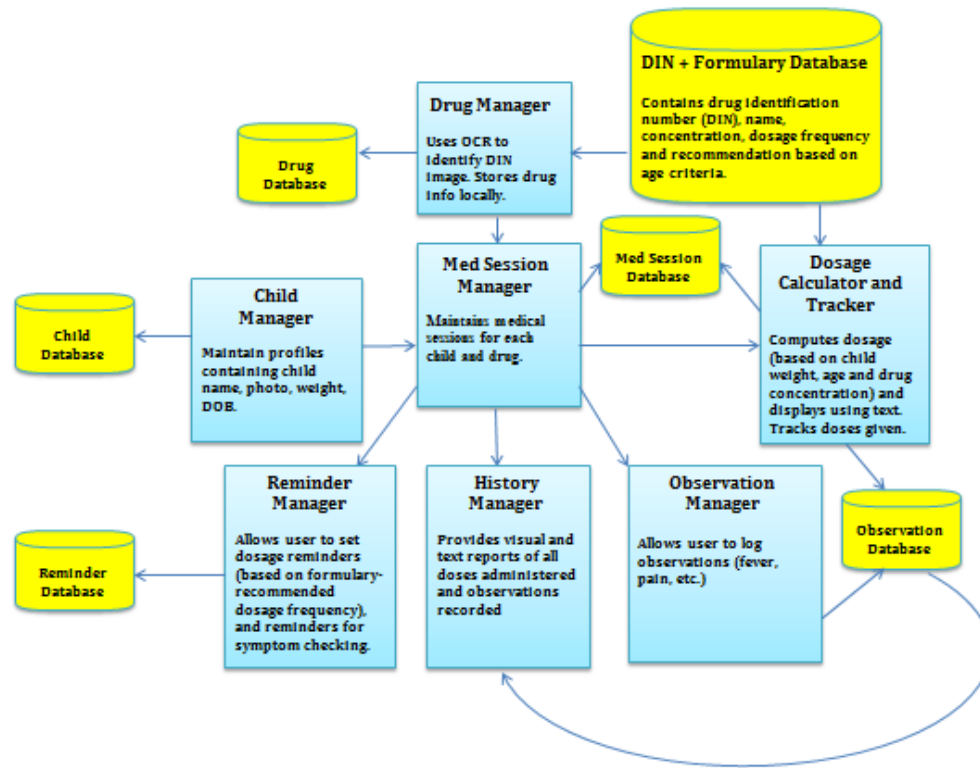 DIN + Formulary Database
Contains drug identification
number (DIN), name,
concentration, dosage frequency
and recommendation based on
age criteria.
Drug Manager
Uses OCR to
identify DIN
image. Stores drug
info locally.
Drug
Database
Med Session
Manager
Maintains medical
sessions for each
child and drug.
Med Session
Database
Dosage
Calculator and
Tracker
Computes dosage
(based on child
weight, age and drug
concentration) and
displays using text.
Tracks doses given.
Child
Manager
Maintain profiles
containing child
name, photo, weight,
DOB.
Child
Database
Reminder
Manager
Allows user to set
dosage reminders
(based on formulary-
recommended
dosage frequency),
and reminders for
symptom checking.
History
Manager
Provides visual and
text reports of all
doses administered
and observations
recorded
Observation
Manager
Allows user to log
observations (fever,
pain, etc.)
Observation
Database
Reminder
Database